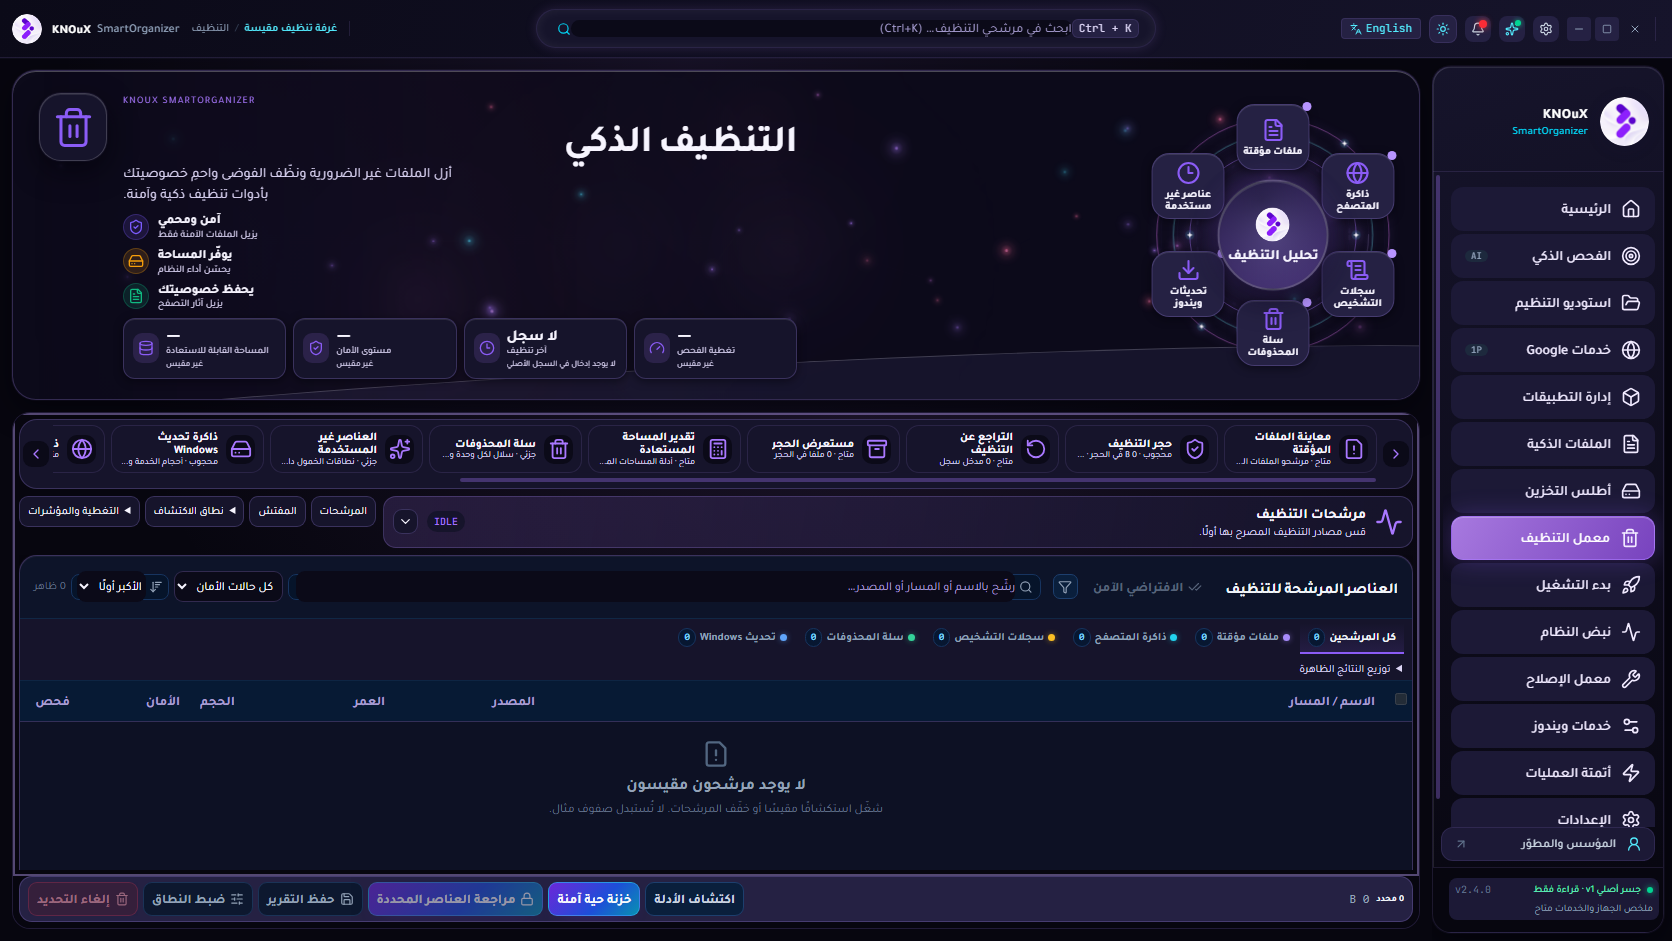 KNOuX SmartOrganizer
التنظيف / غرفة تنظيف مقيسة
ابحث في مرشحي التنظيف... (Ctrl+K)
Ctrl + K
English
KNOuX
SmartOrganizer
الرئيسية
الفحص الذكي
AI
استوديو التنظيم
خدمات Google
1P
إدارة التطبيقات
الملفات الذكية
أطلس التخزين
معمل التنظيف
بدء التشغيل
نبض النظام
معمل الإصلاح
خدمات ويندوز
أتمتة العمليات
الإعدادات
المؤسس والمطوّر
جسر أصلي v1 · قراءة فقط
v2.4.0
ملخص الجهاز والخدمات متاح
KNOUX SMARTORGANIZER
التنظيف الذكي
أزل الملفات غير الضرورية ونظّف الفوضى واحمِ خصوصيتك
بأدوات تنظيف ذكية وآمنة.
آمن ومحمي
يزيل الملفات الآمنة فقط
يوفّر المساحة
يحسّن أداء النظام
يحفظ خصوصيتك
يزيل آثار التصفح
—
المساحة القابلة للاستعادة
غير مقيس
—
مستوى الأمان
غير مقيس
لا سجل
آخر تنظيف
لا يوجد إدخال في السجل الأصلي
—
تغطية الفحص
غير مقيس
ملفات مؤقتة
ذاكرة
المتصفح
سجلات
التشخيص
سلة
المحذوفات
تحديثات
ويندوز
عناصر غير
مستخدمة
تحليل التنظيف
معاينة الملفات
المؤقتة
متاح · مرشحو الملفات الـ...
حجر التنظيف
محجوب · 0 B في الحجر · ...
التراجع عن
التنظيف
متاح · 0 مدخل سجل
مستعرض الحجر
متاح · 0 ملفا في الحجر
تقدير المساحة
المستعادة
متاح · أدلة المساحات المـ...
سلة المحذوفات
جزئي · سلال لكل وحدة و...
العناصر غير
المستخدمة
جزئي · نطاقات الخمول دا...
ذاكرة تحديث
Windows
محجوب · أحجام الخدمة و...
مرشحات التنظيف
قس مصادر التنظيف المصرح بها أولًا.
IDLE
المرشحات
المفتش
نطاق الاكتشاف
التغطية والمؤشرات
العناصر المرشحة للتنظيف
الافتراضي الآمن
رشّح بالاسم أو المسار أو المصدر...
كل حالات الأمان
الأكبر أولًا
0 ظاهر
كل المرشحين 0
ملفات مؤقتة 0
ذاكرة المتصفح 0
سجلات التشخيص 0
سلة المحذوفات 0
تحديث Windows 0
توزيع النتائج الظاهرة
الاسم / المسار
المصدر
العمر
الحجم
الأمان
فحص
لا يوجد مرشحون مقيسون
شغّل استكشافًا مقيسًا أو خفّف المرشحات. لا تُستبدل صفوف مثال.
0 محدد
0 B
اكتشاف الأدلة
خزنة حية آمنة
مراجعة العناصر المحددة
حفظ التقرير
ضبط النطاق
إلغاء التحديد